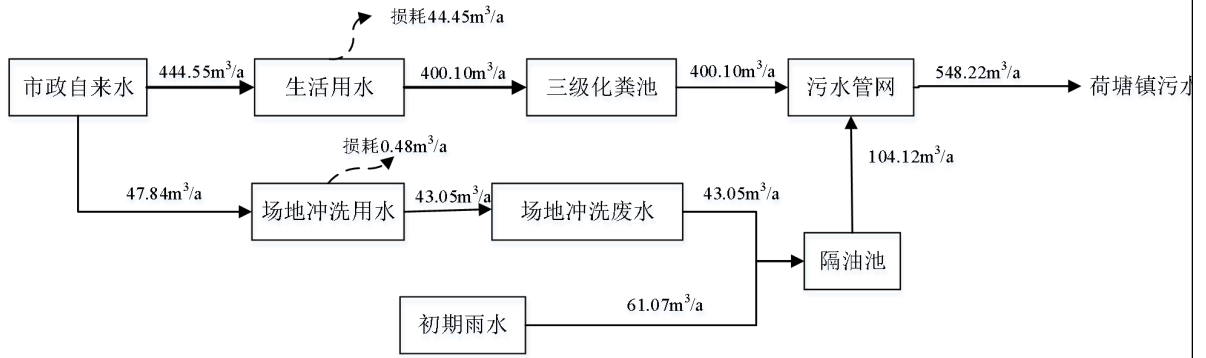 损耗44.45m³/a
市政自来水
444.55m³/a
生活用水
400.10m³/a
三级化粪池
400.10m³/a
污水管网
548.22m³/a
荷塘镇污水
损耗0.48m³/a
104.12m³/a
47.84m³/a
场地冲洗用水
43.05m³/a
场地冲洗废水
43.05m³/a
隔油池
初期雨水
61.07m³/a